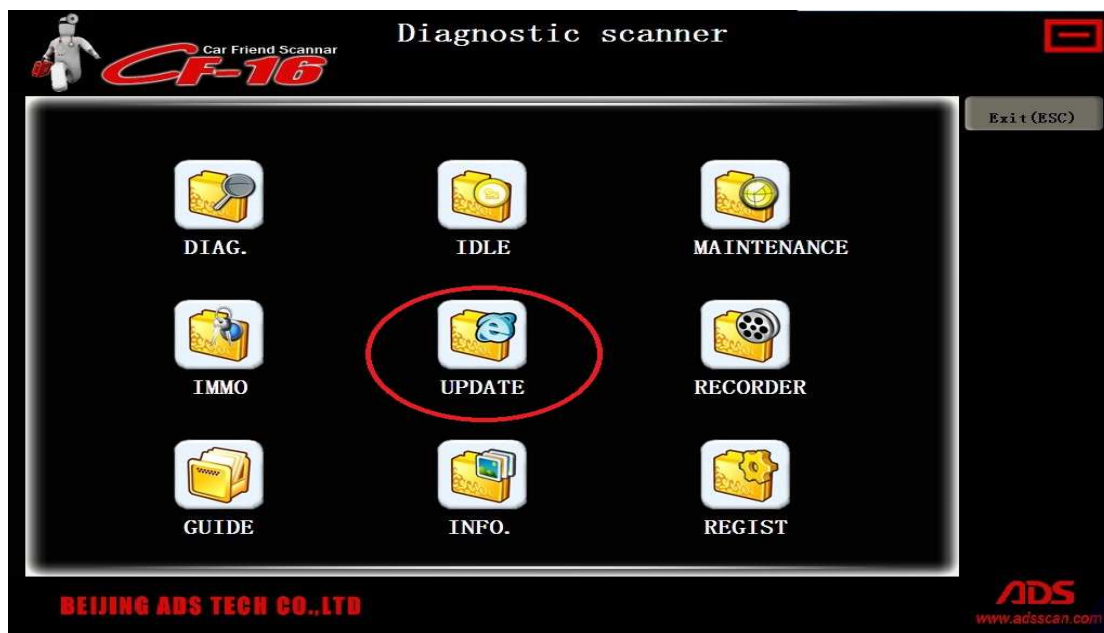 Car Friend Scannar
CF-16
Diagnostic scanner
Exit(ESC)
DIAG.
IDLE
MAINTENANCE
IMMO
UPDATE
RECORDER
GUIDE
INFO.
REGIST
BEIJING ADS TECH CO.,LTD
ADS
www.adsscan.com